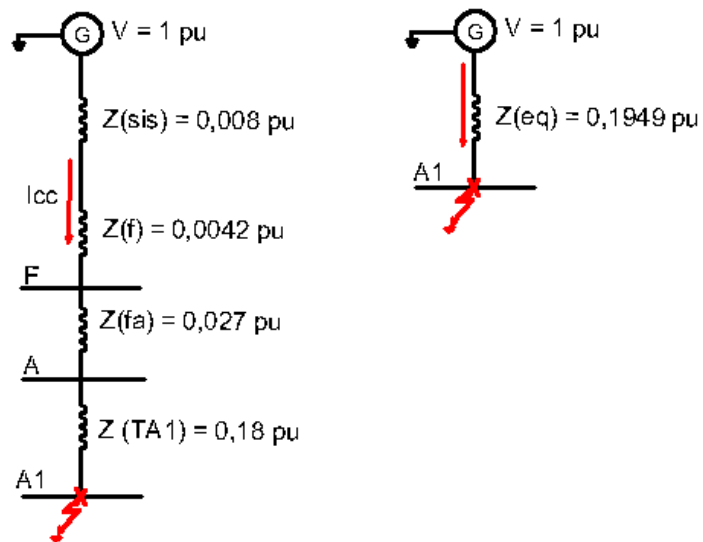 G V = 1 pu
Z(sis) = 0,008 pu
Icc
Z(f) = 0,0042 pu
F
Z(fa) = 0,027 pu
A
Z (TA1) = 0,18 pu
A1
G V = 1 pu
Z(eq) = 0,1949 pu
A1